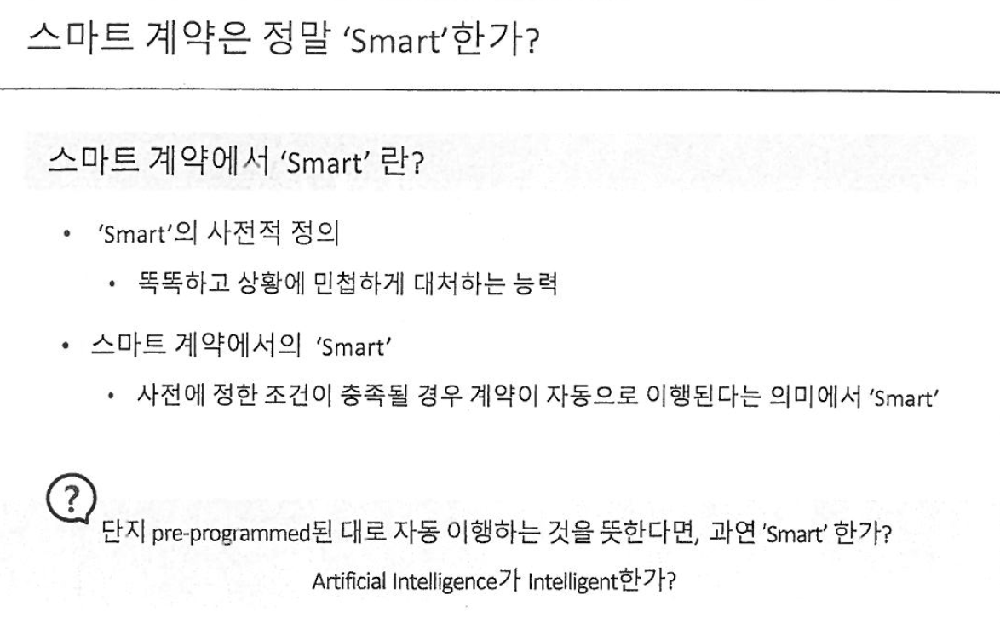 스마트 계약은 정말 ‘Smart’한가?
스마트 계약에서 ‘Smart’ 란?
• ‘Smart’의 사전적 정의
• 똑똑하고 상황에 민첩하게 대처하는 능력
• 스마트 계약에서의 ‘Smart’
• 사전에 정한 조건이 충족될 경우 계약이 자동으로 이행된다는 의미에서 ‘Smart’
?
단지 pre-programmed된 대로 자동 이행하는 것을 뜻한다면, 과연 ‘Smart’ 한가?
Artificial Intelligence가 Intelligent한가?